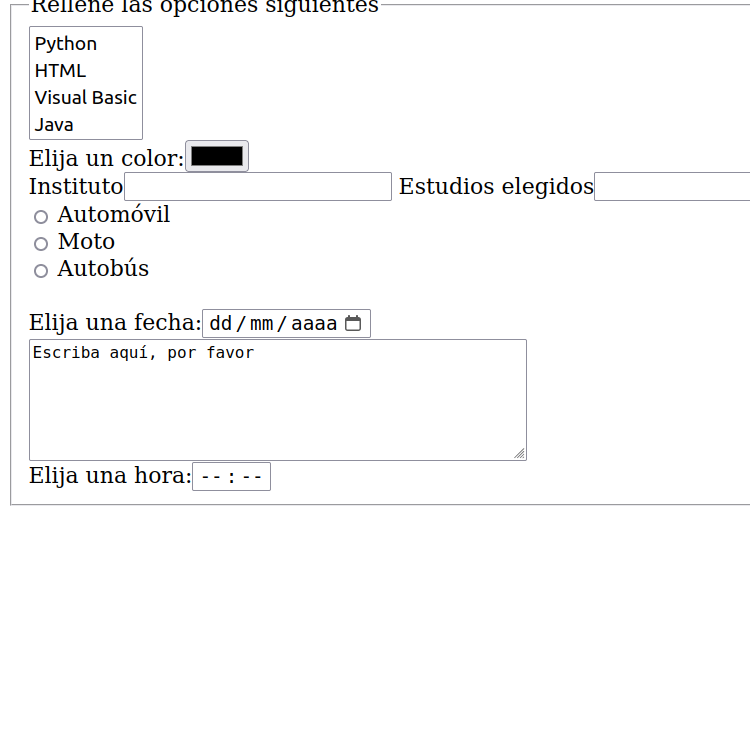 Rellene las opciones siguientes
Python
HTML
Visual Basic
Java
Elija un color:
Instituto Estudios elegidos
Automóvil
Moto
Autobús
Elija una fecha: dd/mm/aaaa
Escriba aquí, por favor
Elija una hora: --:--